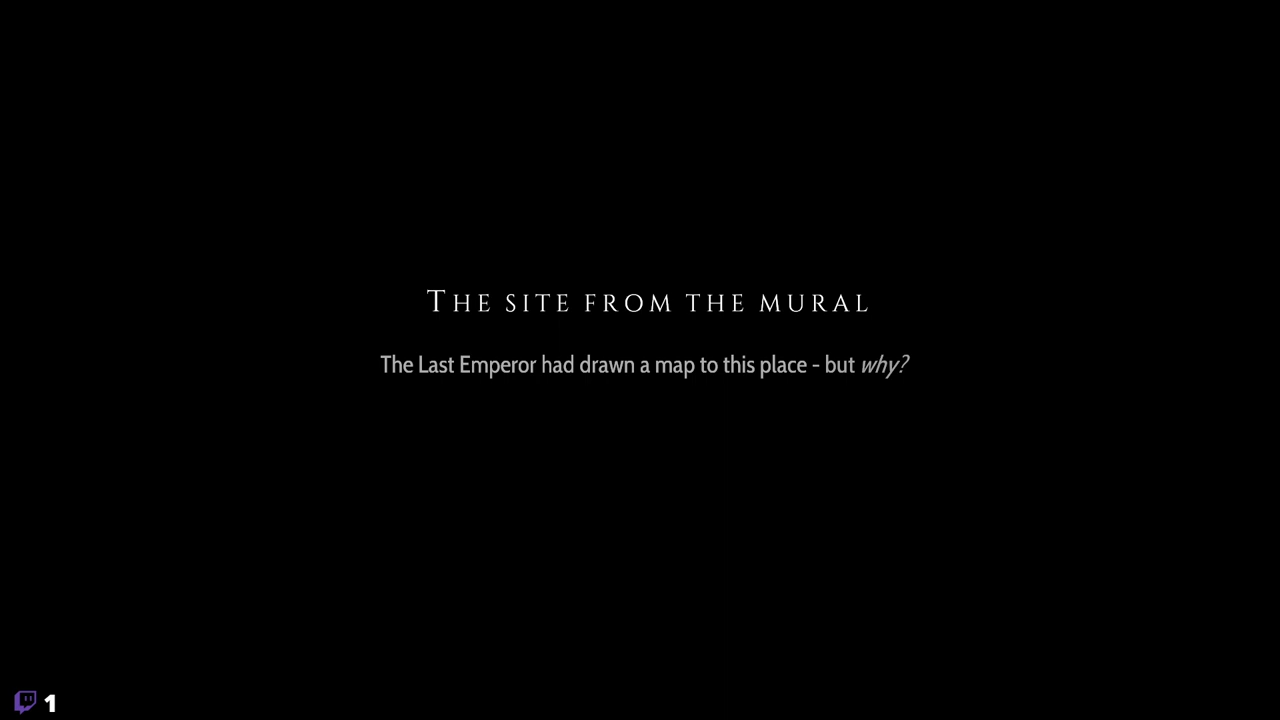 The site from the mural
The Last Emperor had drawn a map to this place - but why?
1